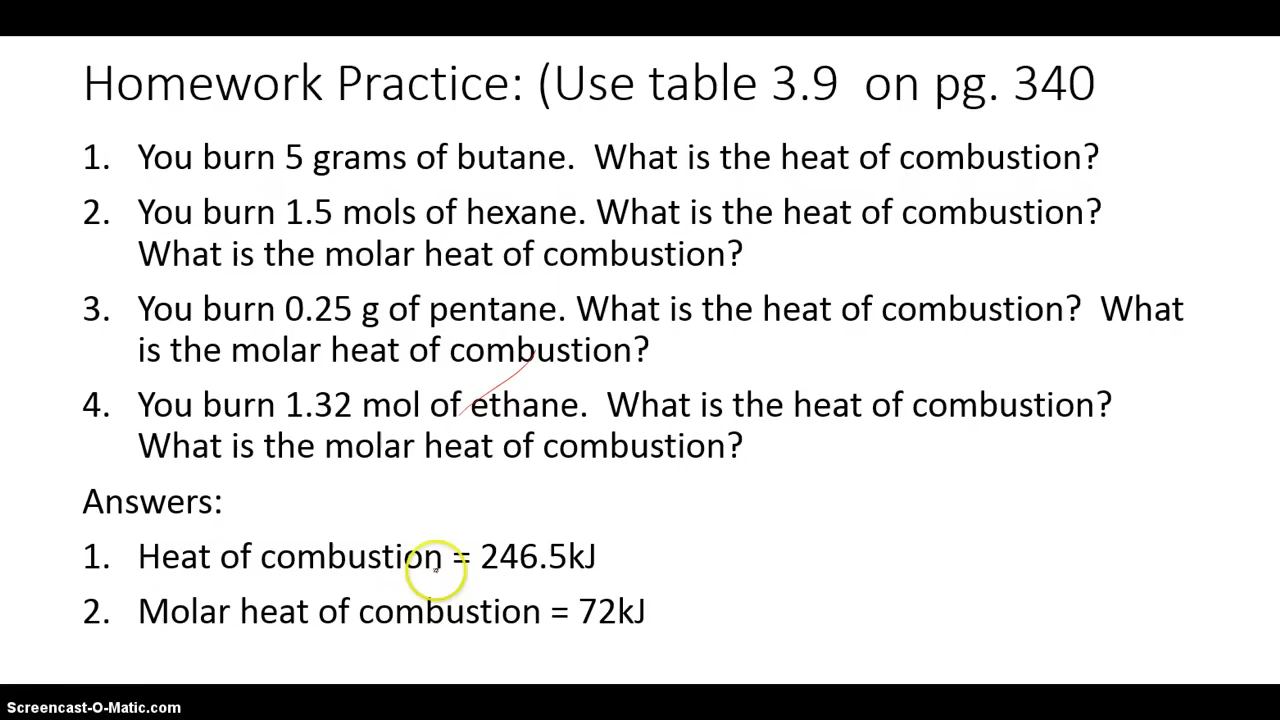 Homework Practice: (Use table 3.9 on pg. 340
1. You burn 5 grams of butane. What is the heat of combustion?
2. You burn 1.5 mols of hexane. What is the heat of combustion?
What is the molar heat of combustion?
3. You burn 0.25 g of pentane. What is the heat of combustion? What
is the molar heat of combustion?
4. You burn 1.32 mol of ethane. What is the heat of combustion?
What is the molar heat of combustion?
Answers:
1. Heat of combustion = 246.5kJ
2. Molar heat of combustion = 72kJ
Screencast-O-Matic.com